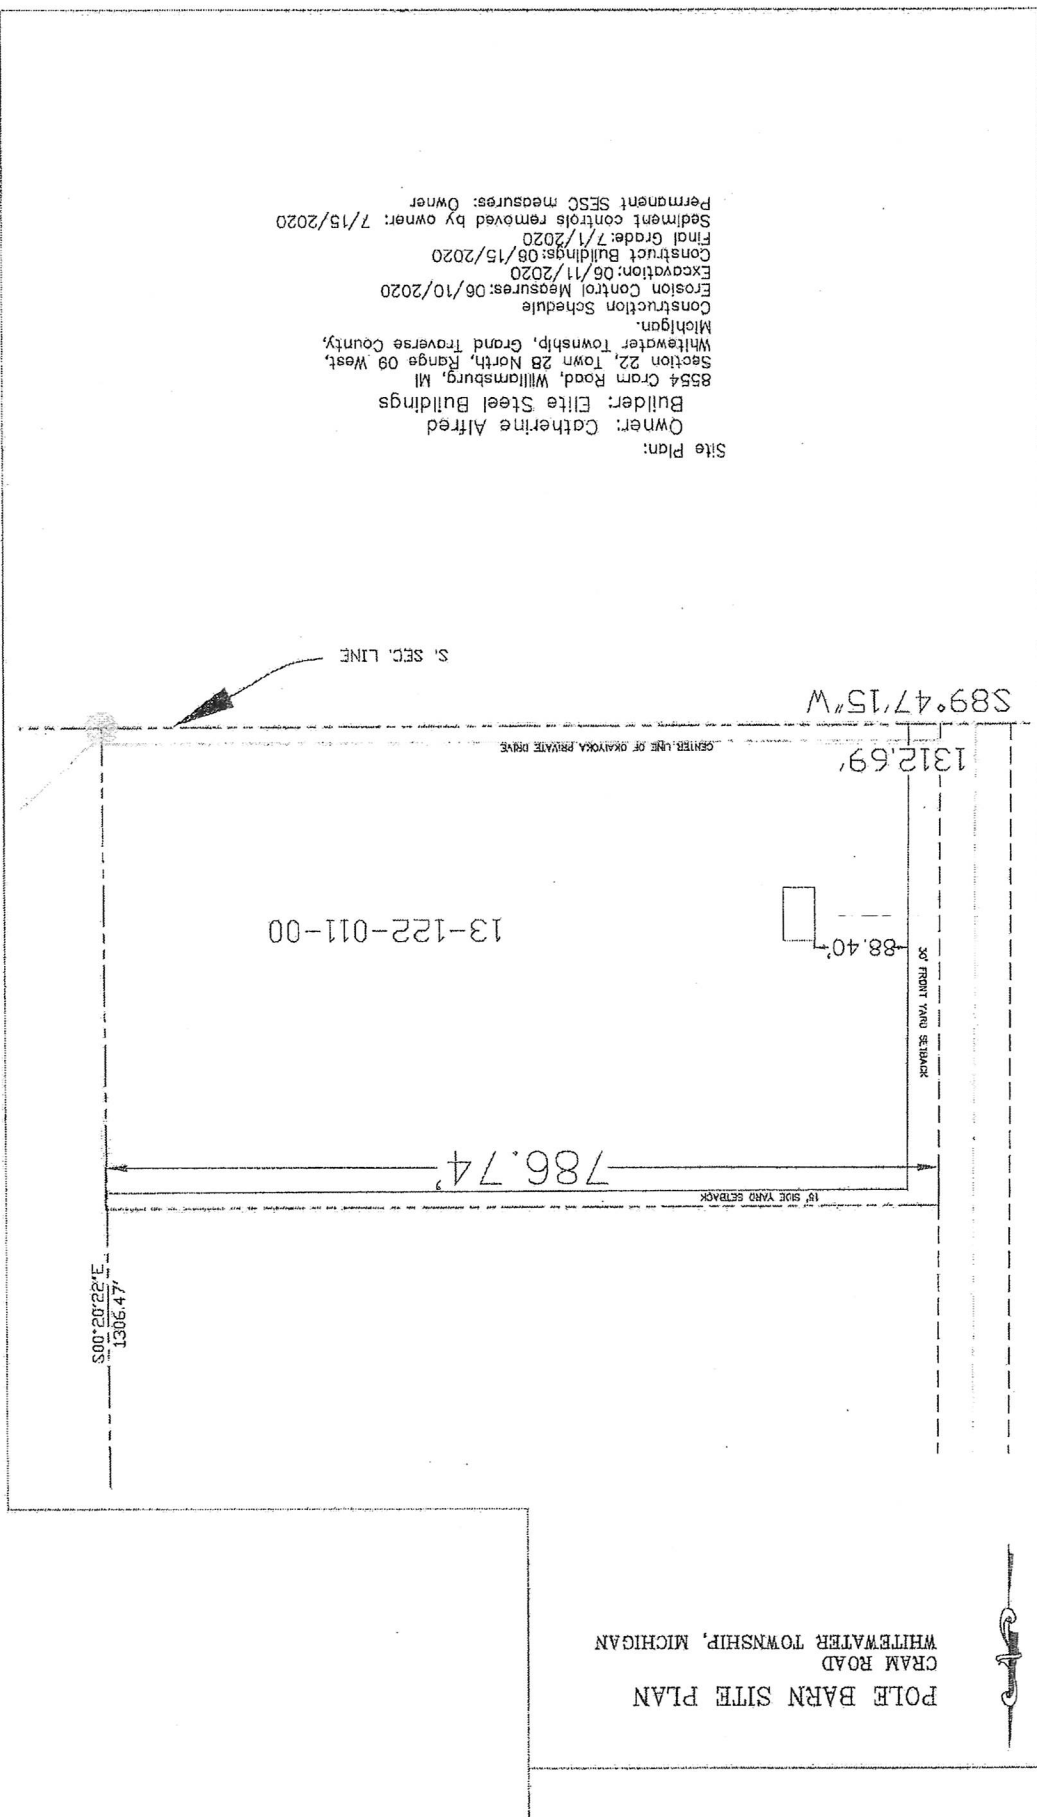 POLE BARN SITE PLAN
CRAM ROAD
WHITEWATER TOWNSHIP, MICHIGAN
S00°20'22"E
1306.47'
15' SIDE YARD SETBACK
786.74'
30' FRONT YARD SETBACK
88.40'
13-122-011-00
1312.69'
CENTER LINE OF OKAIYOKA PRIVATE DRIVE
S89°47'15"W
S. SEC. LINE
Site Plan:
Owner: Catherine Alfred
Builder: Elite Steel Buildings
8554 Cram Road, Williamsburg, MI
Section 22, Town 28 North, Range 09 West,
Whitewater Township, Grand Traverse County,
Michigan.
Construction Schedule
Erosion Control Measures: 06/10/2020
Excavation: 06/11/2020
Construct Buildings: 06/15/2020
Final Grade: 7/1/2020
Sediment controls removed by owner: 7/15/2020
Permanent SESC measures: Owner